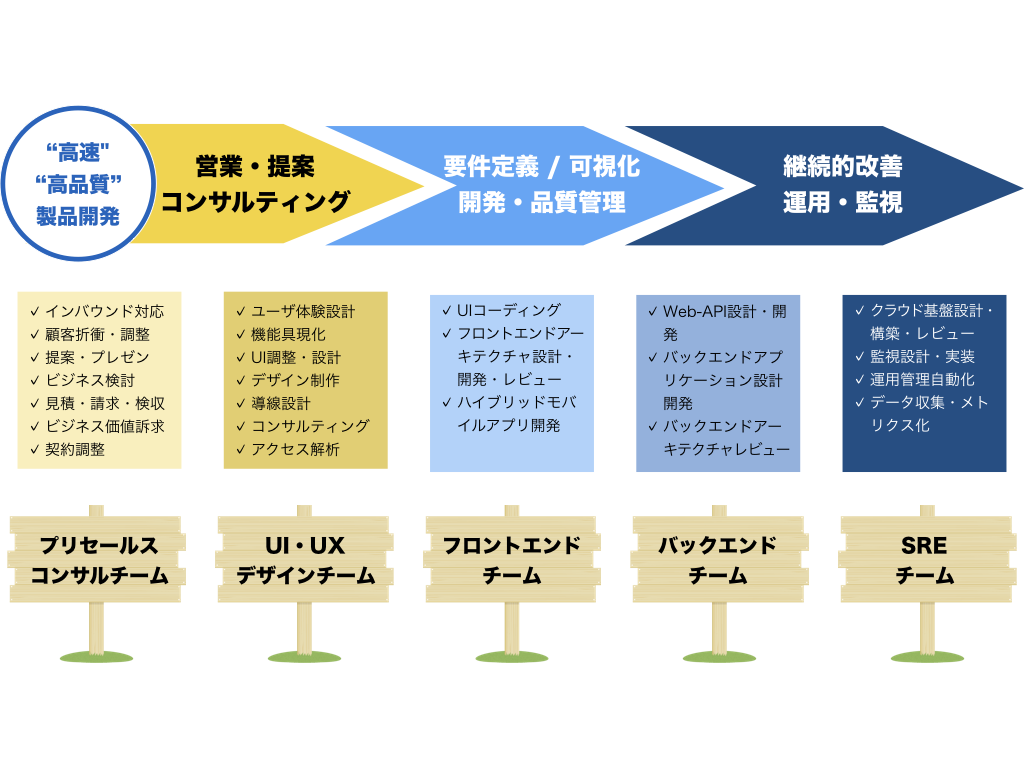 “高速"
“高品質”
製品開発
営業・提案
コンサルティング
要件定義 / 可視化
開発・品質管理
継続的改善
運用・監視
✓ インバウンド対応
✓ 顧客折衝・調整
✓ 提案・プレゼン
✓ ビジネス検討
✓ 見積・請求・検収
✓ ビジネス価値訴求
✓ 契約調整
✓ ユーザ体験設計
✓ 機能具現化
✓ UI調整・設計
✓ デザイン制作
✓ 導線設計
✓ コンサルティング
✓ アクセス解析
✓ UIコーディング
✓ フロントエンドアー
キテクチャ設計・
開発・レビュー
✓ ハイブリッドモバ
イルアプリ開発
✓ Web-API設計・開
発
✓ バックエンドアプ
リケーション設計
開発
✓ バックエンドアー
キテクチャレビュー
✓ クラウド基盤設計・
構築・レビュー
✓ 監視設計・実装
✓ 運用管理自動化
✓ データ収集・メト
リクス化
プリセールス
コンサルチーム
UI・UX
デザインチーム
フロントエンド
チーム
バックエンド
チーム
SRE
チーム